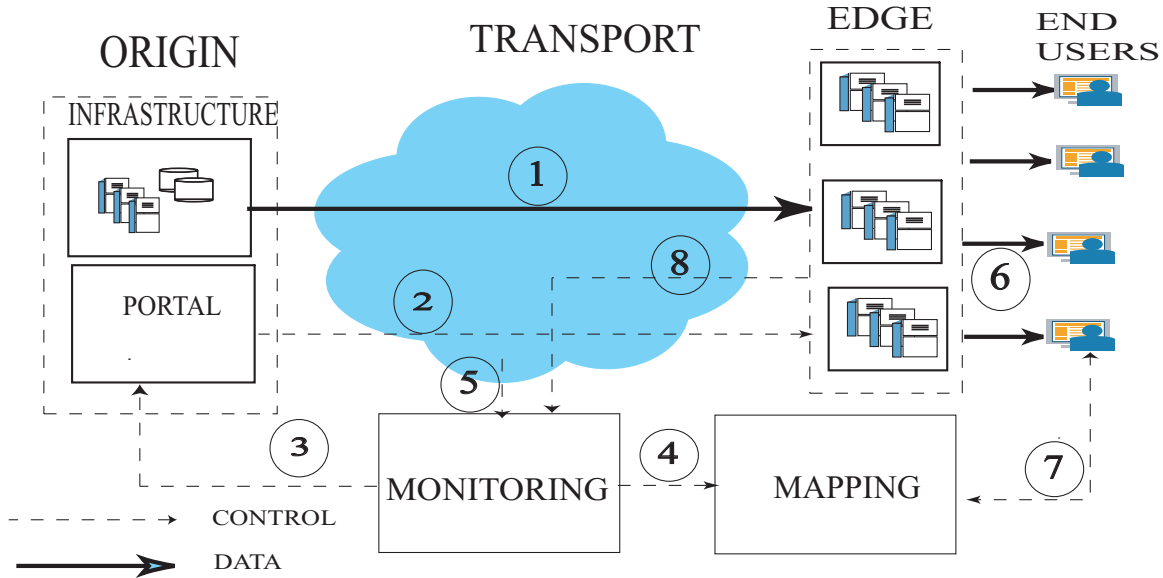 ORIGIN
TRANSPORT
EDGE
END
USERS
INFRASTRUCTURE
1
8
6
PORTAL
2
5
3
4
7
MONITORING
MAPPING
CONTROL
DATA